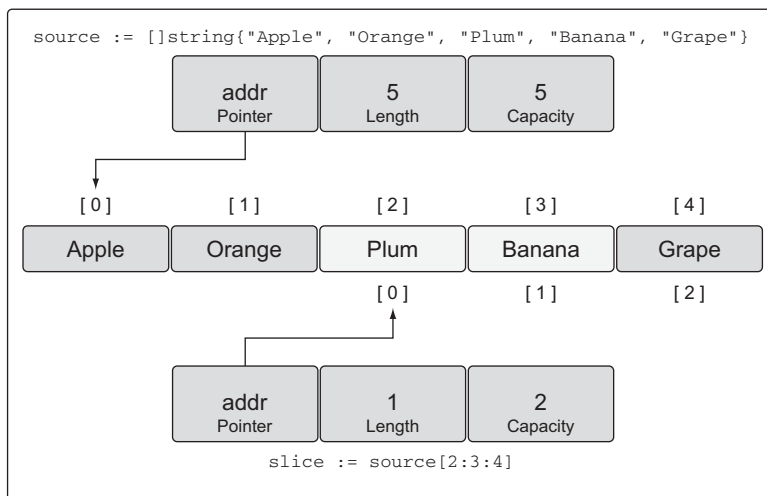 source := []string{"Apple", "Orange", "Plum", "Banana", "Grape"}
addr 5 5
Pointer Length Capacity
[0] [1] [2] [3] [4]
Apple Orange Plum Banana Grape
[0] [1] [2]
addr 1 2
Pointer Length Capacity
slice := source[2:3:4]